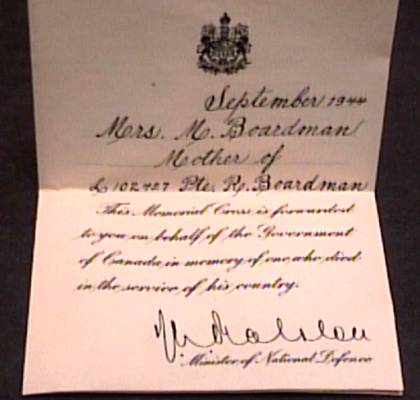 September 1944
Mrs. M. Boardman
Mother of
L 102427 Pte. R. Boardman
This Memorial Cross is forwarded
to you on behalf of the Government
of Canada in memory of one who died
in the service of his country.
Minister of National Defence